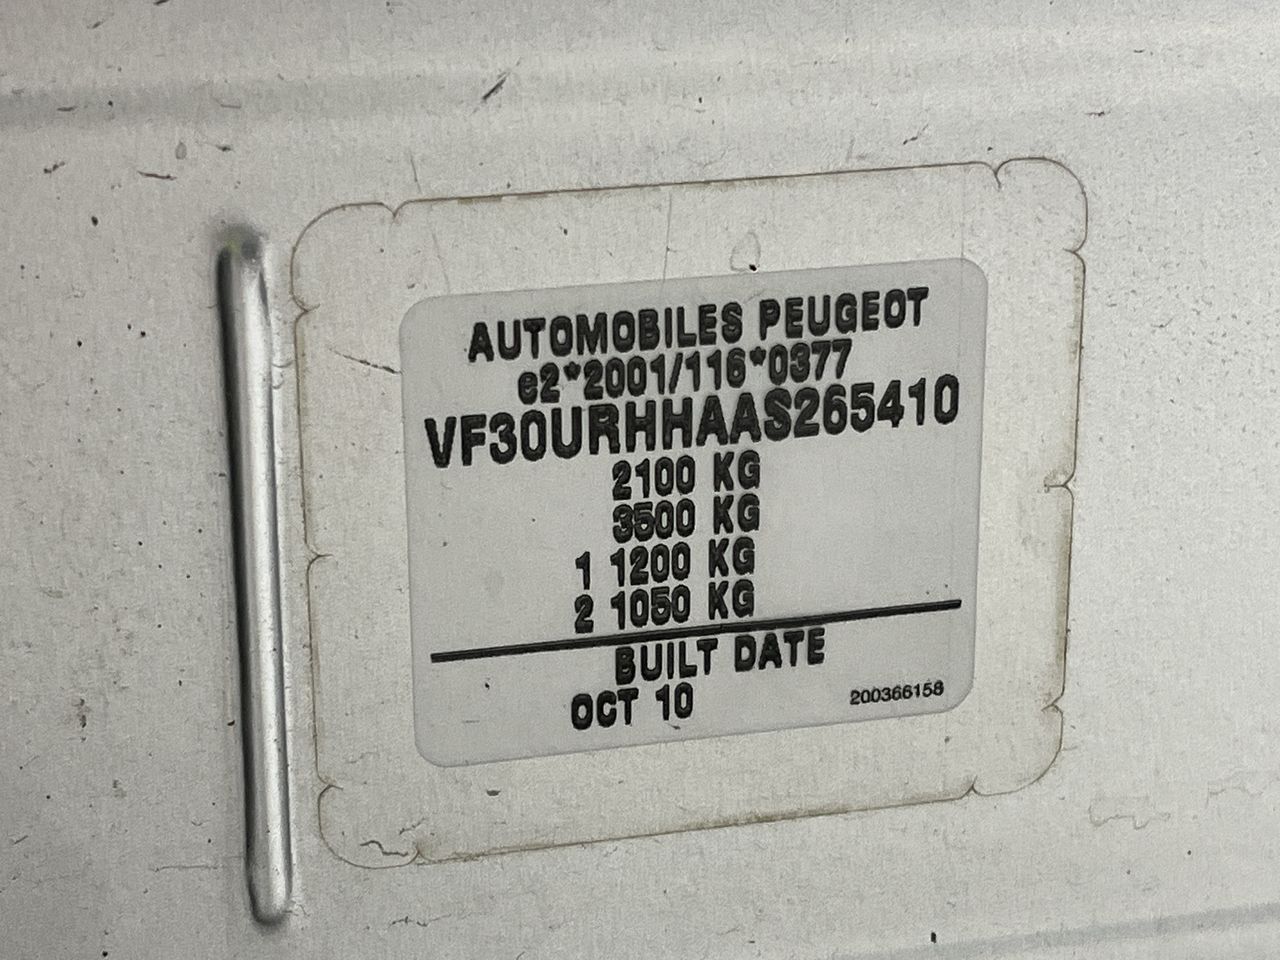 AUTOMOBILES PEUGEOT
e2*2001/116*0377
VF30URHHAAS265410
2100 KG
3500 KG
1 1200 KG
2 1050 KG
BUILT DATE
OCT 10
200366158